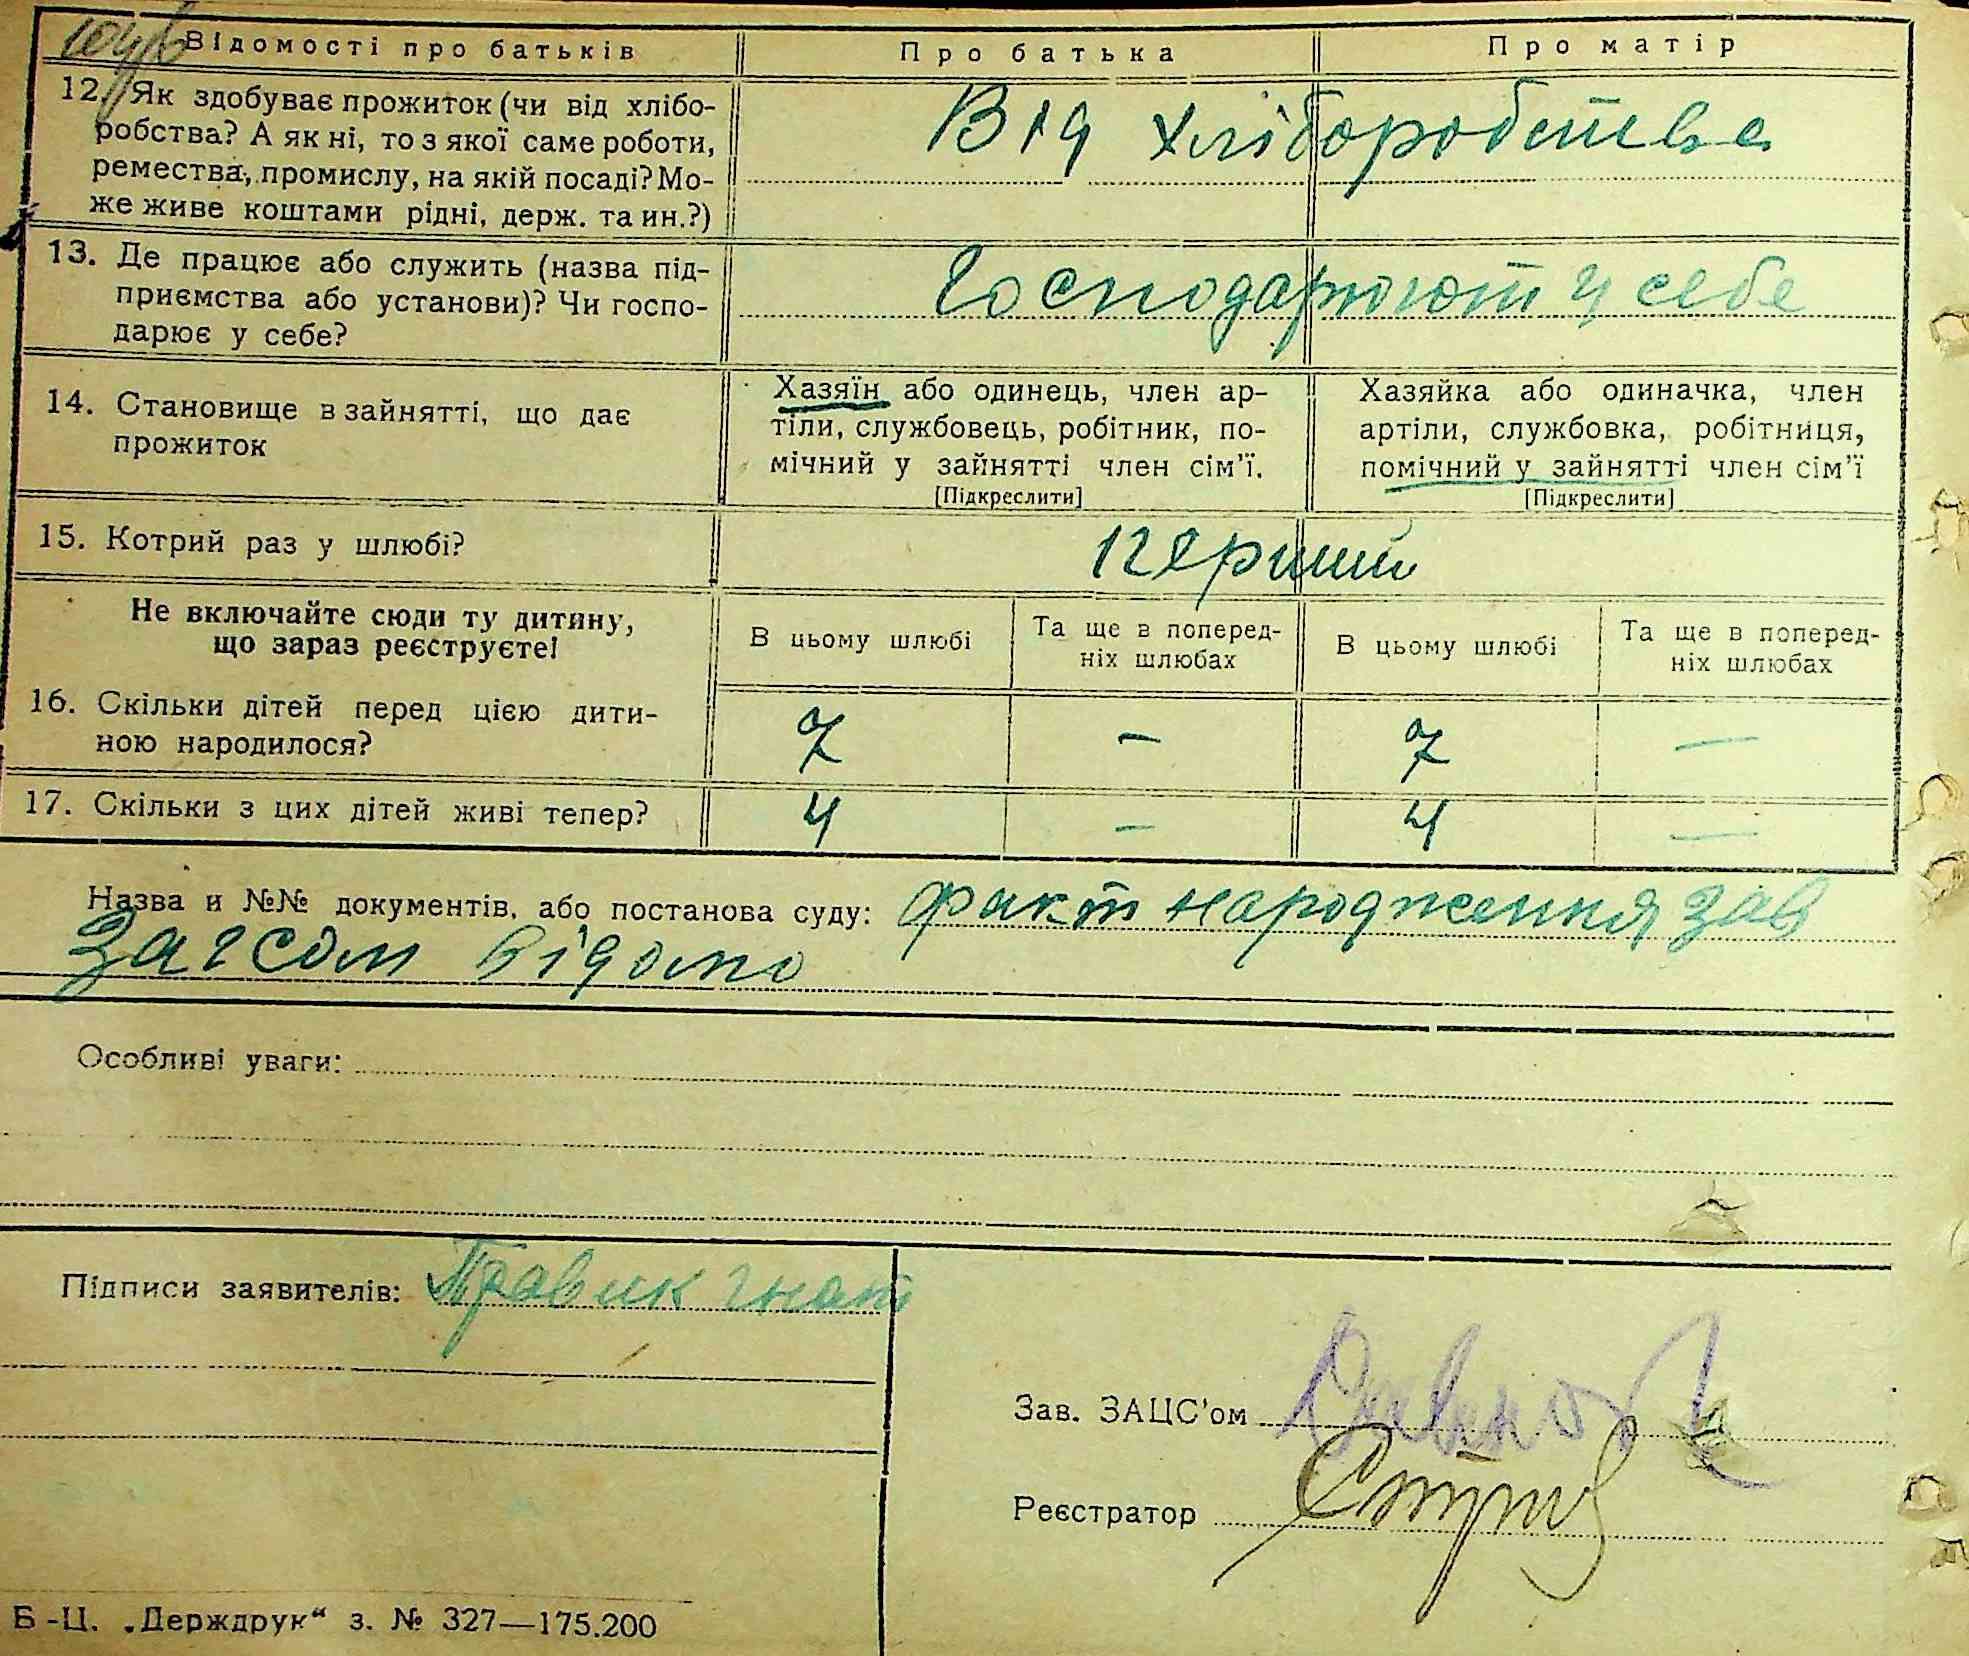 Відомості про батьків Про батька Про матір
12. Як здобуває прожиток (чи від хлібо-
робства? А як ні, то з якої саме роботи,
ремества, промислу, на якій посаді? Мо-
же живе коштами рідні, держ. та ин.?)
Від хліборобства
13. Де працює або служить (назва під-
приємства або установи)? Чи госпо-
дарює у себе?
Господарюют у себе
14. Становище в зайнятті, що дає
прожиток
Хазяїн або одинець, член ар-
тіли, службовець, робітник, по-
мічний у зайнятті член сім'ї.
[Підкреслити]
Хазяйка або одиначка, член
артіли, службовка, робітниця,
помічний у зайнятті член сім'ї
[Підкреслити]
15. Котрий раз у шлюбі? перший
Не включайте сюди ту дитину,
що зараз реєструєте!
В цьому шлюбі
Та ще в поперед-
ніх шлюбах
В цьому шлюбі
Та ще в поперед-
ніх шлюбах
16. Скільки дітей перед цією дити-
ною народилося?
7 – 7 —
17. Скільки з цих дітей живі тепер? 4 – 4 —
Назва и №№ документів, або постанова суду: факт народження зав
загсом відомо
Особливі уваги:
Підписи заявителів: Правик гнат
Зав. ЗАЦС'ом
Реєстратор
Б-Ц. „Держдрук“ з. № 327—175.200